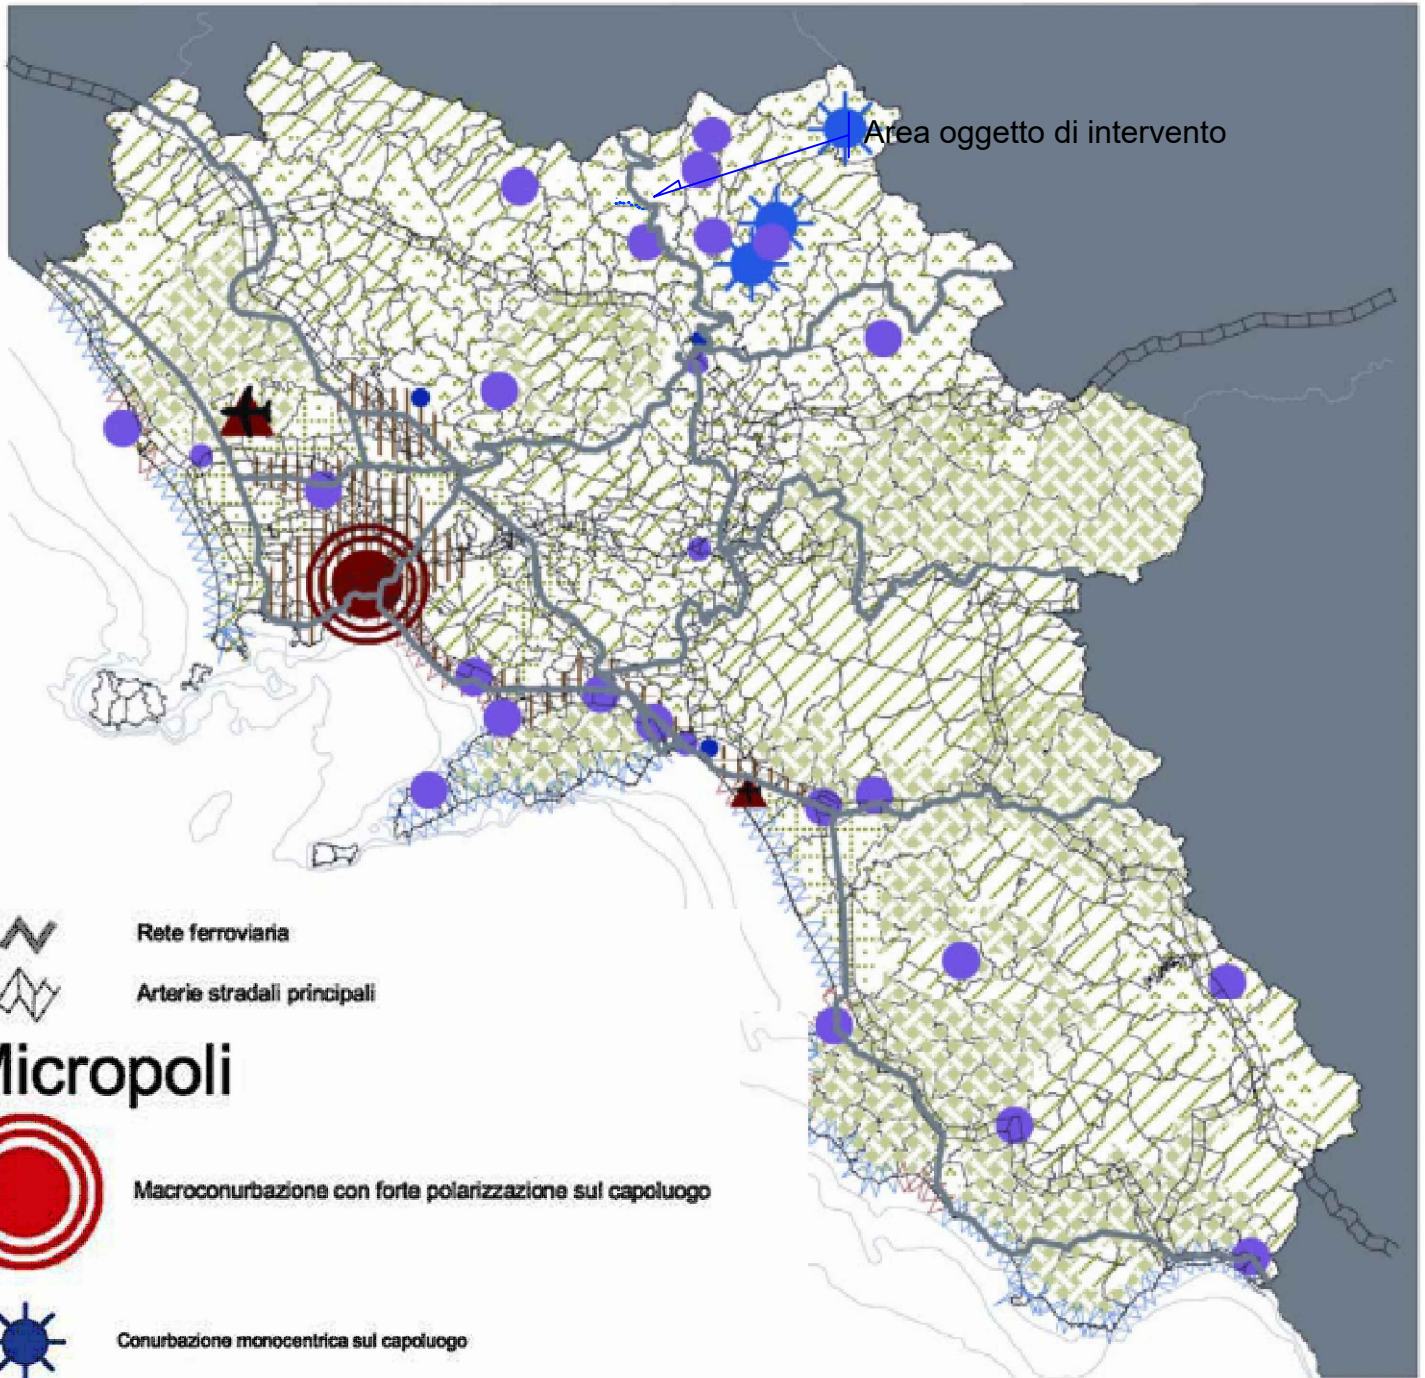 Area oggetto di intervento
Rete ferroviaria
Arterie stradali principali
Micropoli
Macroconurbazione con forte polarizzazione sul capoluogo
Conurbazione monocentrica sul capoluogo